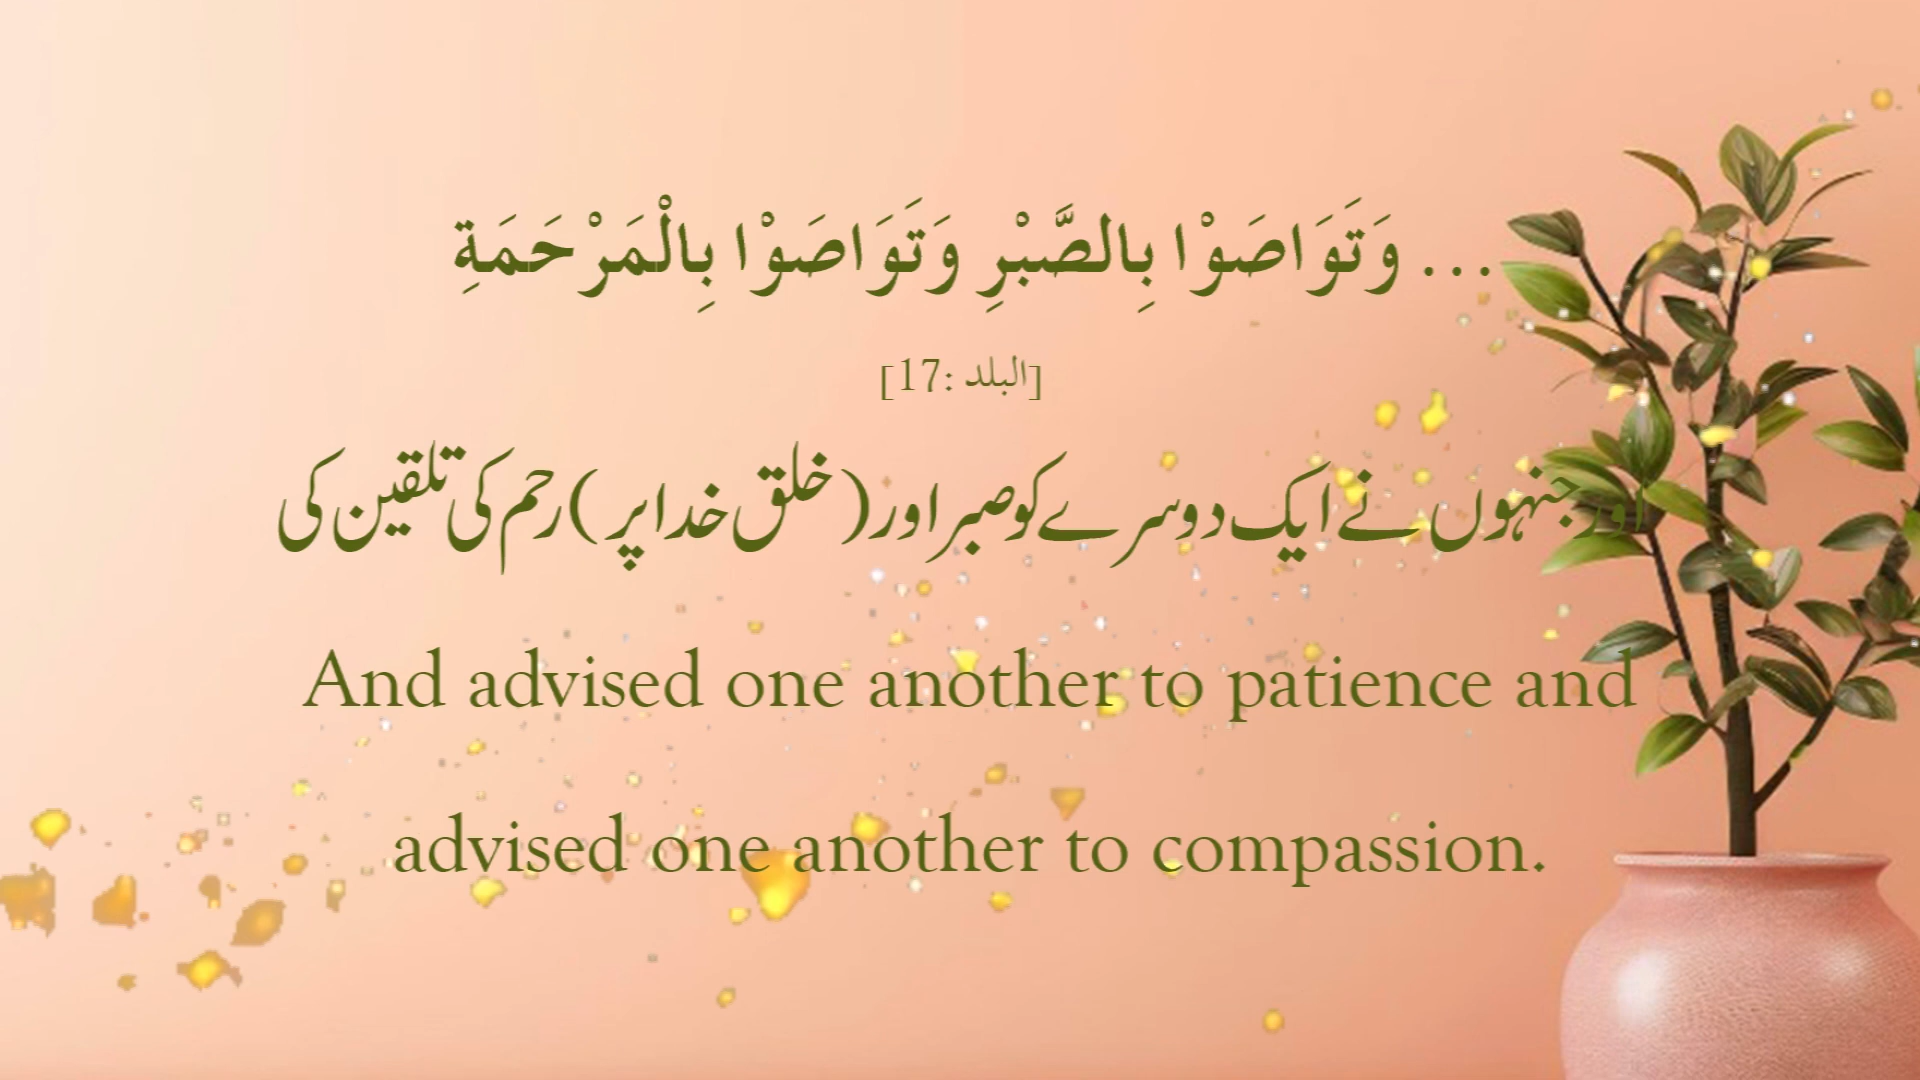 ... وَتَوَاصَوْا بِالصَّبْرِ وَتَوَاصَوْا بِالْمَرْحَمَةِ
[البلد :17]
اور جنہوں نے ایک دوسرے کو صبر اور (خلق خدا پر) رحم کی تلقین کی
And advised one another to patience and
advised one another to compassion.